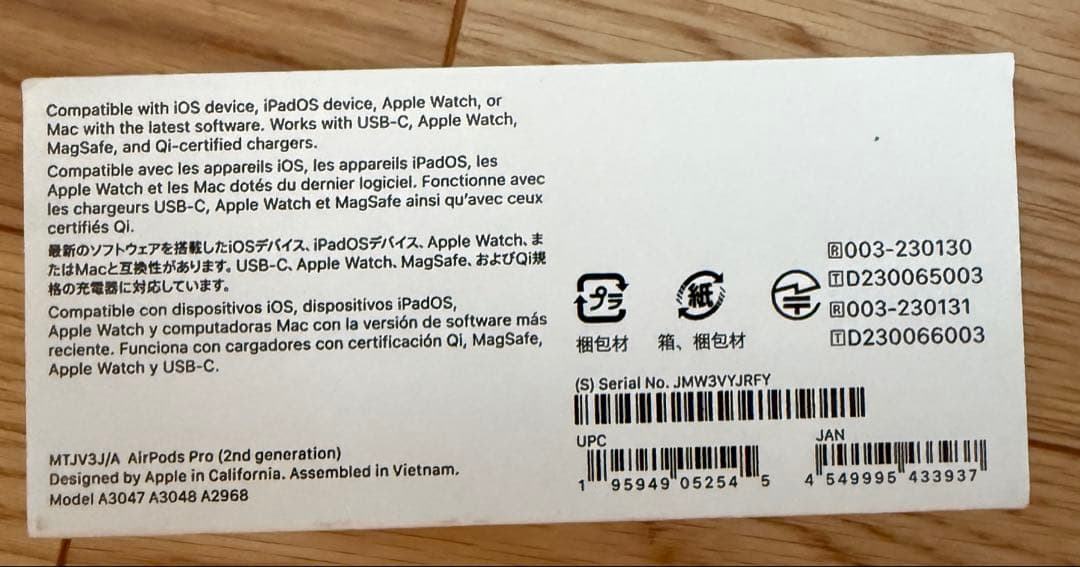 Compatible with iOS device, iPadOS device, Apple Watch, or
Mac with the latest software. Works with USB-C, Apple Watch,
MagSafe, and Qi-certified chargers.
Compatible avec les appareils iOS, les appareils iPadOS, les
Apple Watch et les Mac dotés du dernier logiciel. Fonctionne avec
les chargeurs USB-C, Apple Watch et MagSafe ainsi qu'avec ceux
certifiés Qi.
最新のソフトウェアを搭載したiOSデバイス、iPadOSデバイス、Apple Watch、ま
たはMacと互換性があります。USB-C、Apple Watch、MagSafe、およびQi規
格の充電器に対応しています。
Compatible con dispositivos iOS, dispositivos iPadOS,
Apple Watch y computadoras Mac con la versión de software más
reciente. Funciona con cargadores con certificación Qi, MagSafe,
Apple Watch y USB-C.
MTJV3J/A AirPods Pro (2nd generation)
Designed by Apple in California. Assembled in Vietnam.
Model A3047 A3048 A2968
プラ
梱包材
紙
箱、梱包材
R 003-230130
T D230065003
R 003-230131
T D230066003
(S) Serial No. JMW3VYJRFY
UPC
1 95949 05254 5
JAN
4 549995 433937